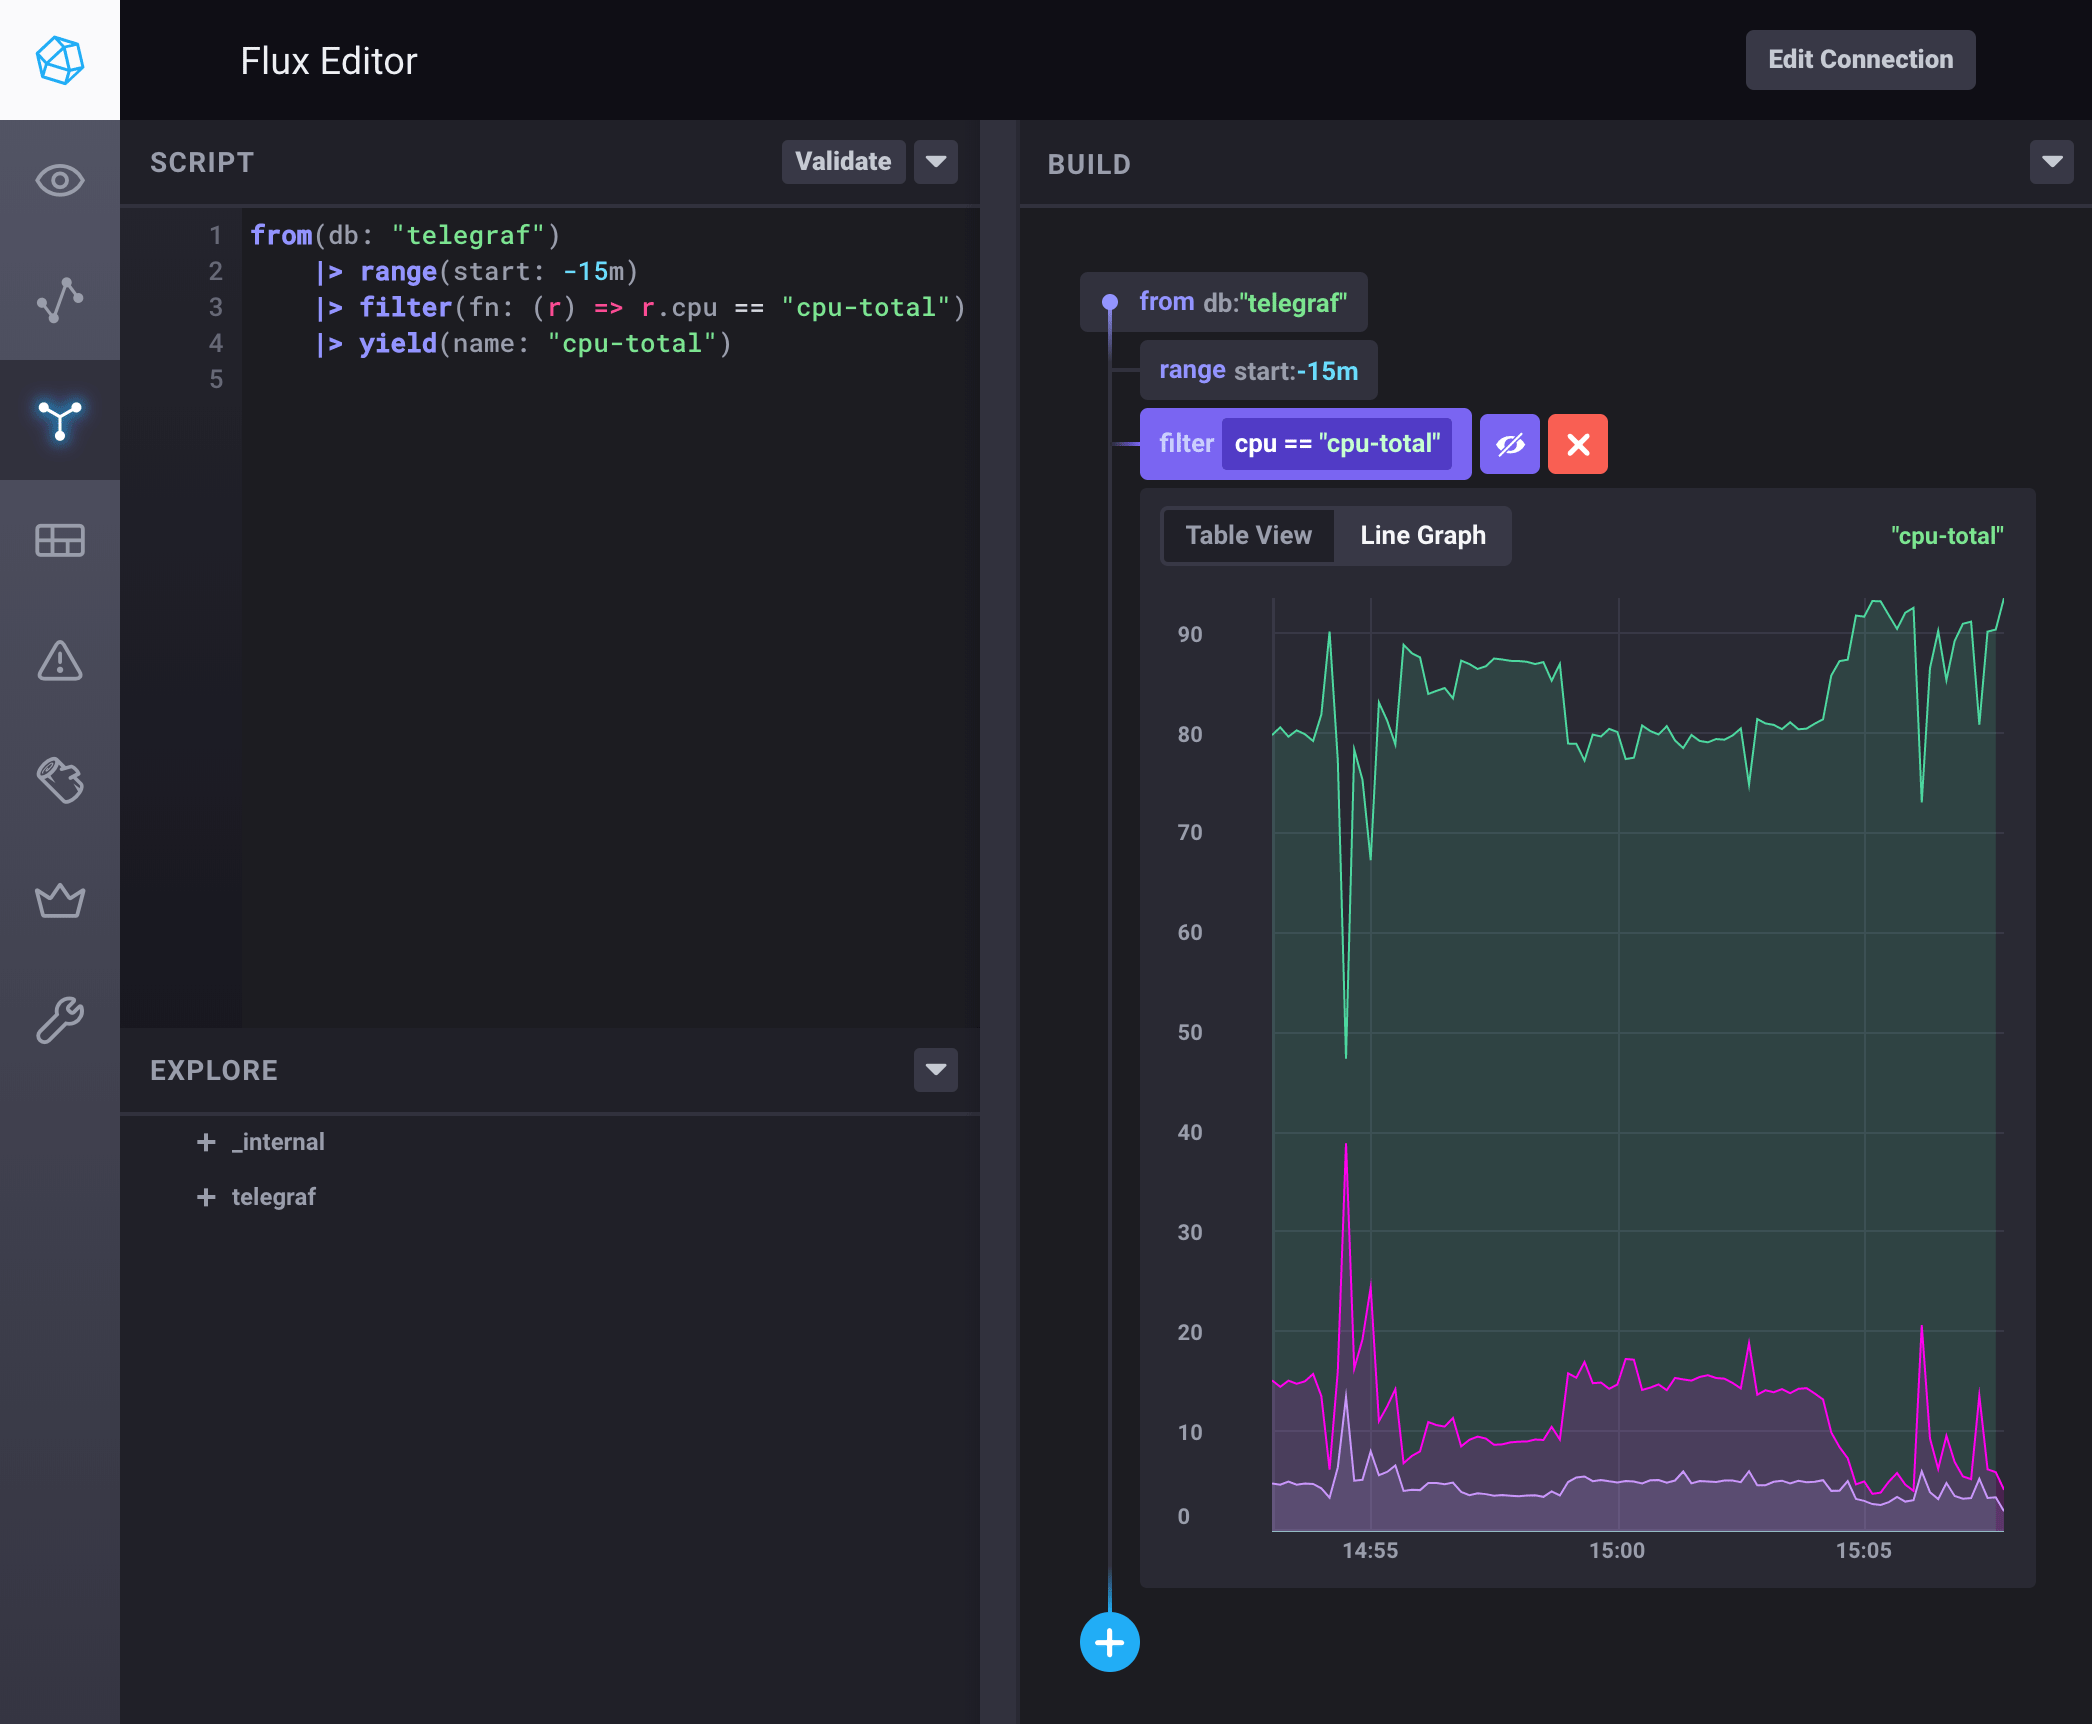 Flux Editor
Edit Connection
SCRIPT
Validate
1 from(db: "telegraf")
2 |> range(start: -15m)
3 |> filter(fn: (r) => r.cpu == "cpu-total")
4 |> yield(name: "cpu-total")
5
EXPLORE
+ _internal
+ telegraf
BUILD
from db:"telegraf"
range start:-15m
filter cpu == "cpu-total"
Table View Line Graph "cpu-total"
90
80
70
60
50
40
30
20
10
0
14:55 15:00 15:05